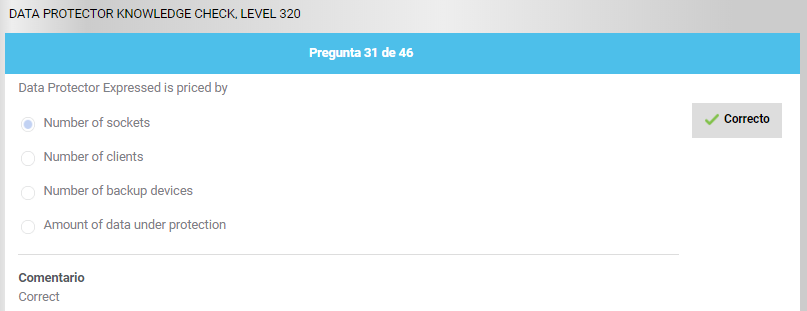 DATA PROTECTOR KNOWLEDGE CHECK, LEVEL 320
Pregunta 31 de 46
Data Protector Expressed is priced by
Number of sockets
Correcto
Number of clients
Number of backup devices
Amount of data under protection
Comentario
Correct